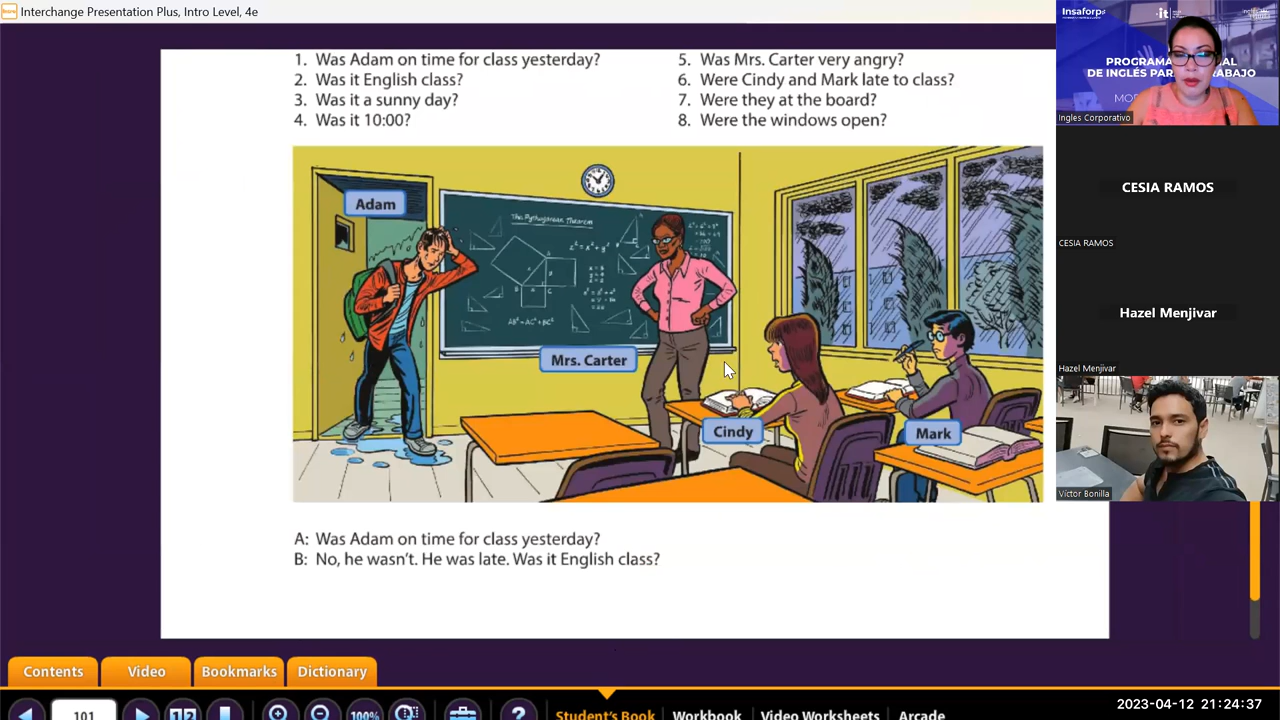 Interchange Presentation Plus, Intro Level, 4e
1. Was Adam on time for class yesterday?
2. Was it English class?
3. Was it a sunny day?
4. Was it 10:00?
5. Was Mrs. Carter very angry?
6. Were Cindy and Mark late to class?
7. Were they at the board?
8. Were the windows open?
Adam
The Pythagorean Theorem
Mrs. Carter
Cindy
Mark
A: Was Adam on time for class yesterday?
B: No, he wasn't. He was late. Was it English class?
Contents
Video
Bookmarks
Dictionary
101
100%
Student's Book
Workbook
Video Worksheets
Arcade
Insaforp
Ingles Corporativo
CESIA RAMOS
CESIA RAMOS
Hazel Menjivar
Hazel Menjivar
Víctor Bonilla
2023-04-12 21:24:37